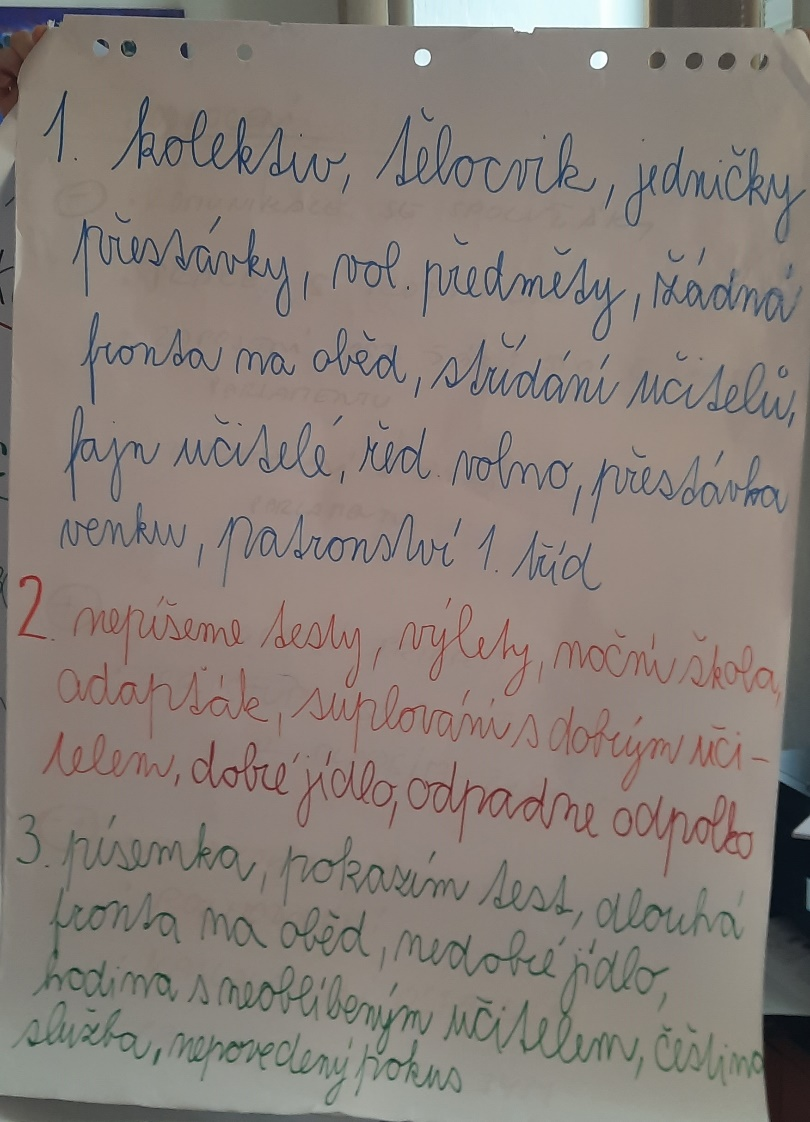 1. kolektiv, tělocvik, jedničky
přestávky, vol. předměty, žádná
fronta na oběd, střídání učitelů,
fajn učitelé, řed. volno, přestávka
venku, patronství 1. tříd
2. nepíšeme testy, výlety, noční škola,
adapťák, suplování s dobrým uči-
telem, dobré jídlo, odpadne odpolko
3. písemka, pokazím test, dlouhá
fronta na oběd, nedobré jídlo,
hodina s neoblíbeným učitelem, čeština
služba, nepovedený pokus